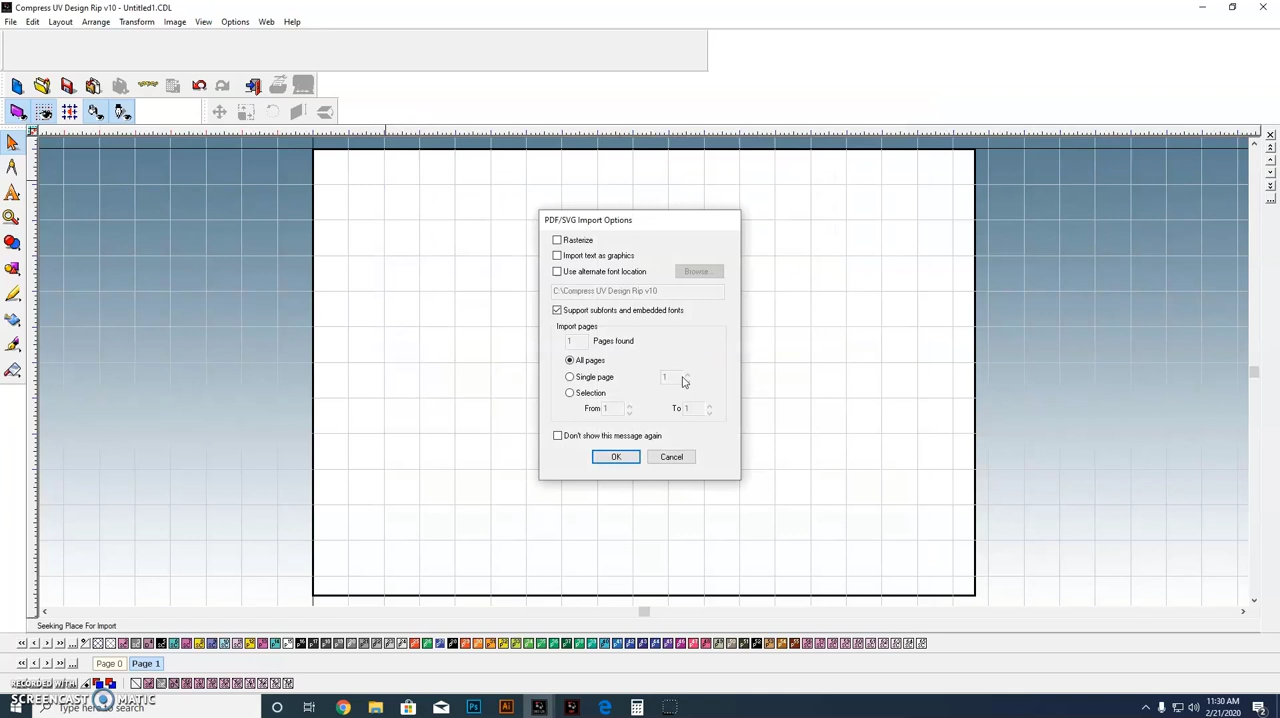 Compress UV Design Rip v10 - Untitled1.CDL
File Edit Layout Arrange Transform Image View Options Web Help
PDF/SVG Import Options
Rasterize
Import text as graphics
Use alternate font location Browse...
C:\Compress UV Design Rip v10
Support subfonts and embedded fonts
Import pages
1 Pages found
All pages
Single page 1
Selection
From 1 To 1
Don't show this message again
OK Cancel
Seeking Place For Import
Page 0 Page 1
RECORDED WITH
SCREENCAST MATIC
Type here to search
11:30 AM
2/21/2020